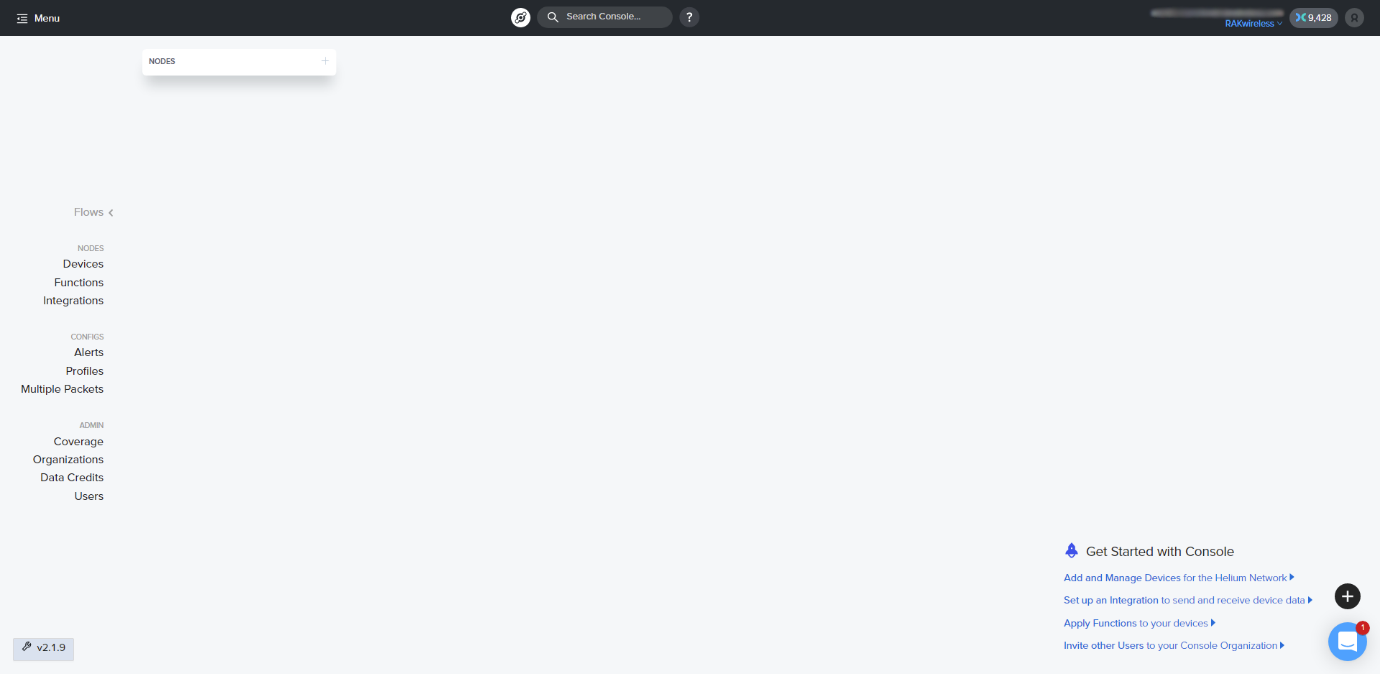 Menu
Search Console...
?
RAKwireless
9,428
NODES
Flows
NODES
Devices
Functions
Integrations
CONFIGS
Alerts
Profiles
Multiple Packets
ADMIN
Coverage
Organizations
Data Credits
Users
Get Started with Console
Add and Manage Devices for the Helium Network
Set up an Integration to send and receive device data
Apply Functions to your devices
Invite other Users to your Console Organization
1
v2.1.9